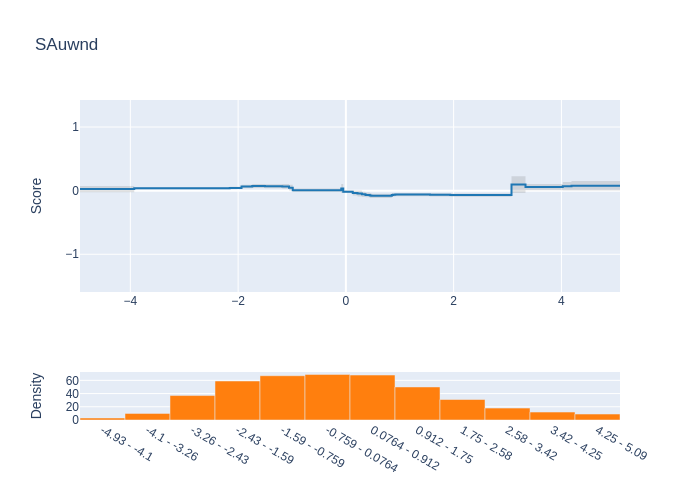 SAuwnd
Score
1
0
−1
−4
−2
0
2
4
Density
60
40
20
0
-4.93 - -4.1
-4.1 - -3.26
-3.26 - -2.43
-2.43 - -1.59
-1.59 - -0.759
-0.759 - 0.0764
0.0764 - 0.912
0.912 - 1.75
1.75 - 2.58
2.58 - 3.42
3.42 - 4.25
4.25 - 5.09